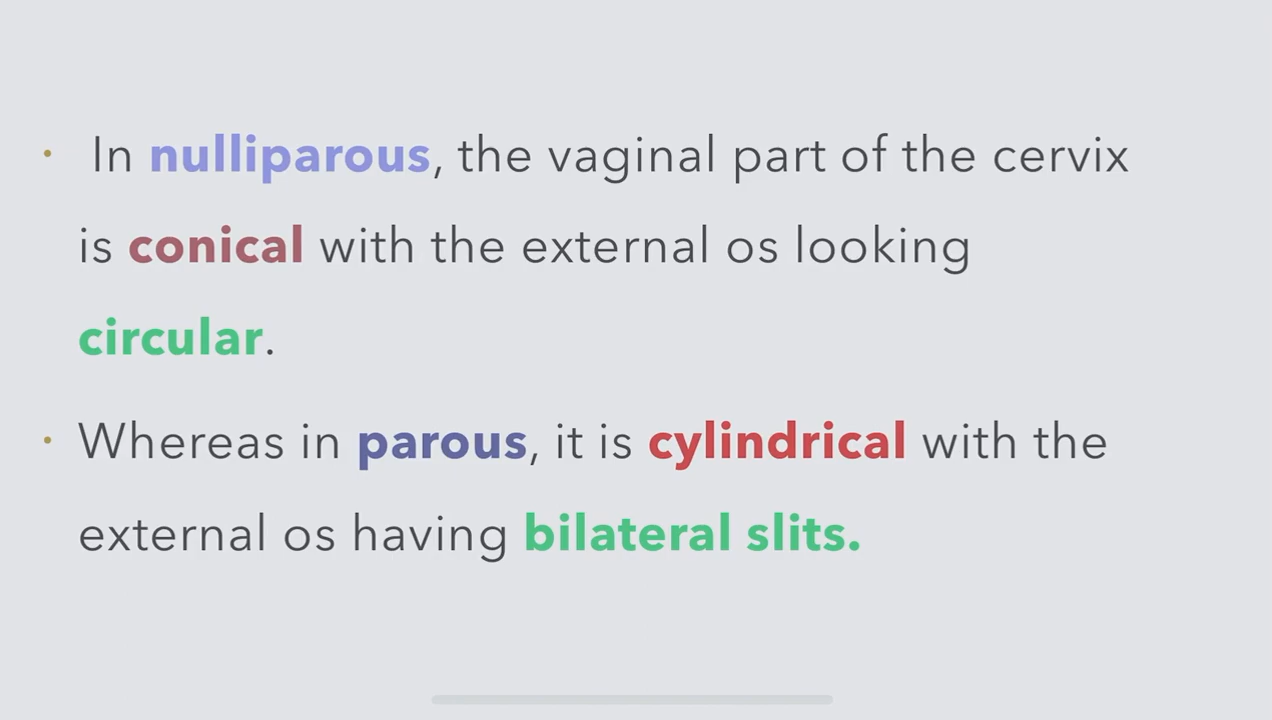 • In nulliparous, the vaginal part of the cervix
is conical with the external os looking
circular.
• Whereas in parous, it is cylindrical with the
external os having bilateral slits.